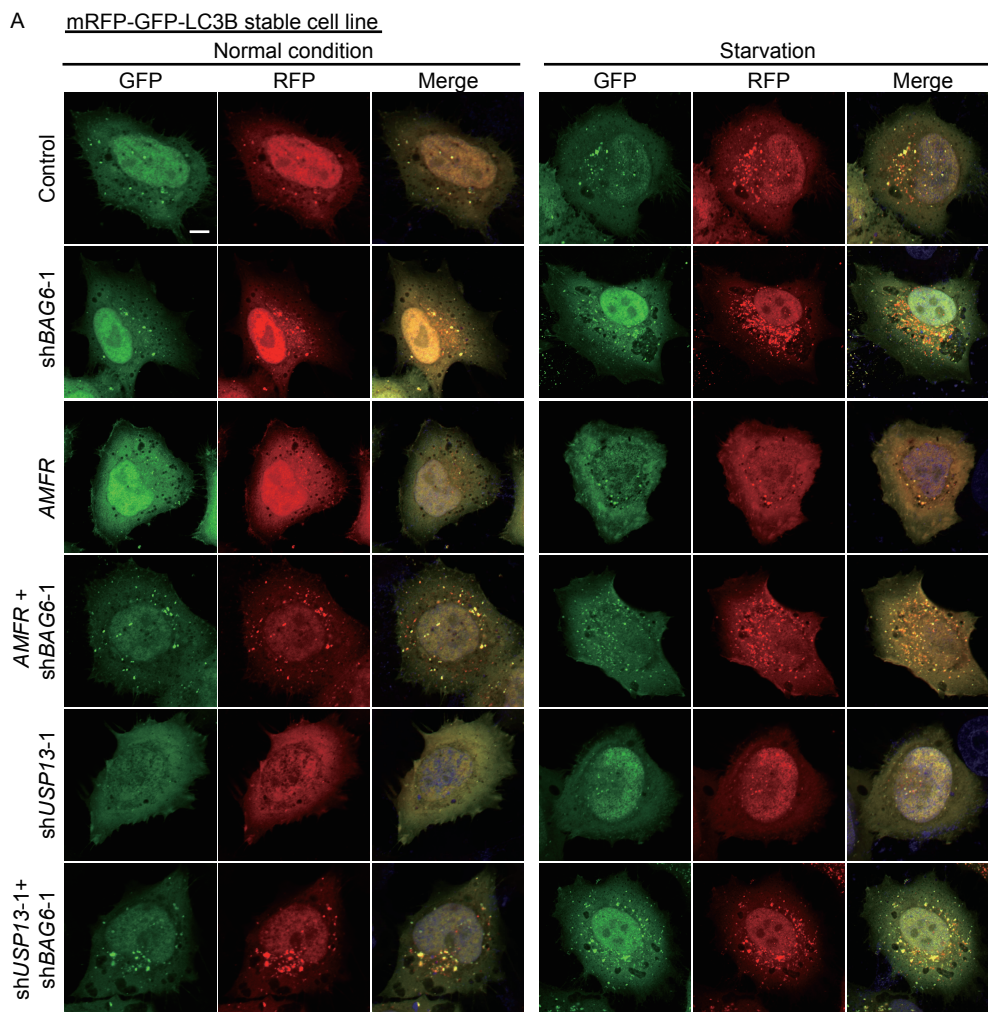 A
mRFP-GFP-LC3B stable cell line
Normal condition
Starvation
GFP
RFP
Merge
GFP
RFP
Merge
Control
shBAG6-1
AMFR
AMFR +
shBAG6-1
shUSP13-1
shUSP13-1+
shBAG6-1